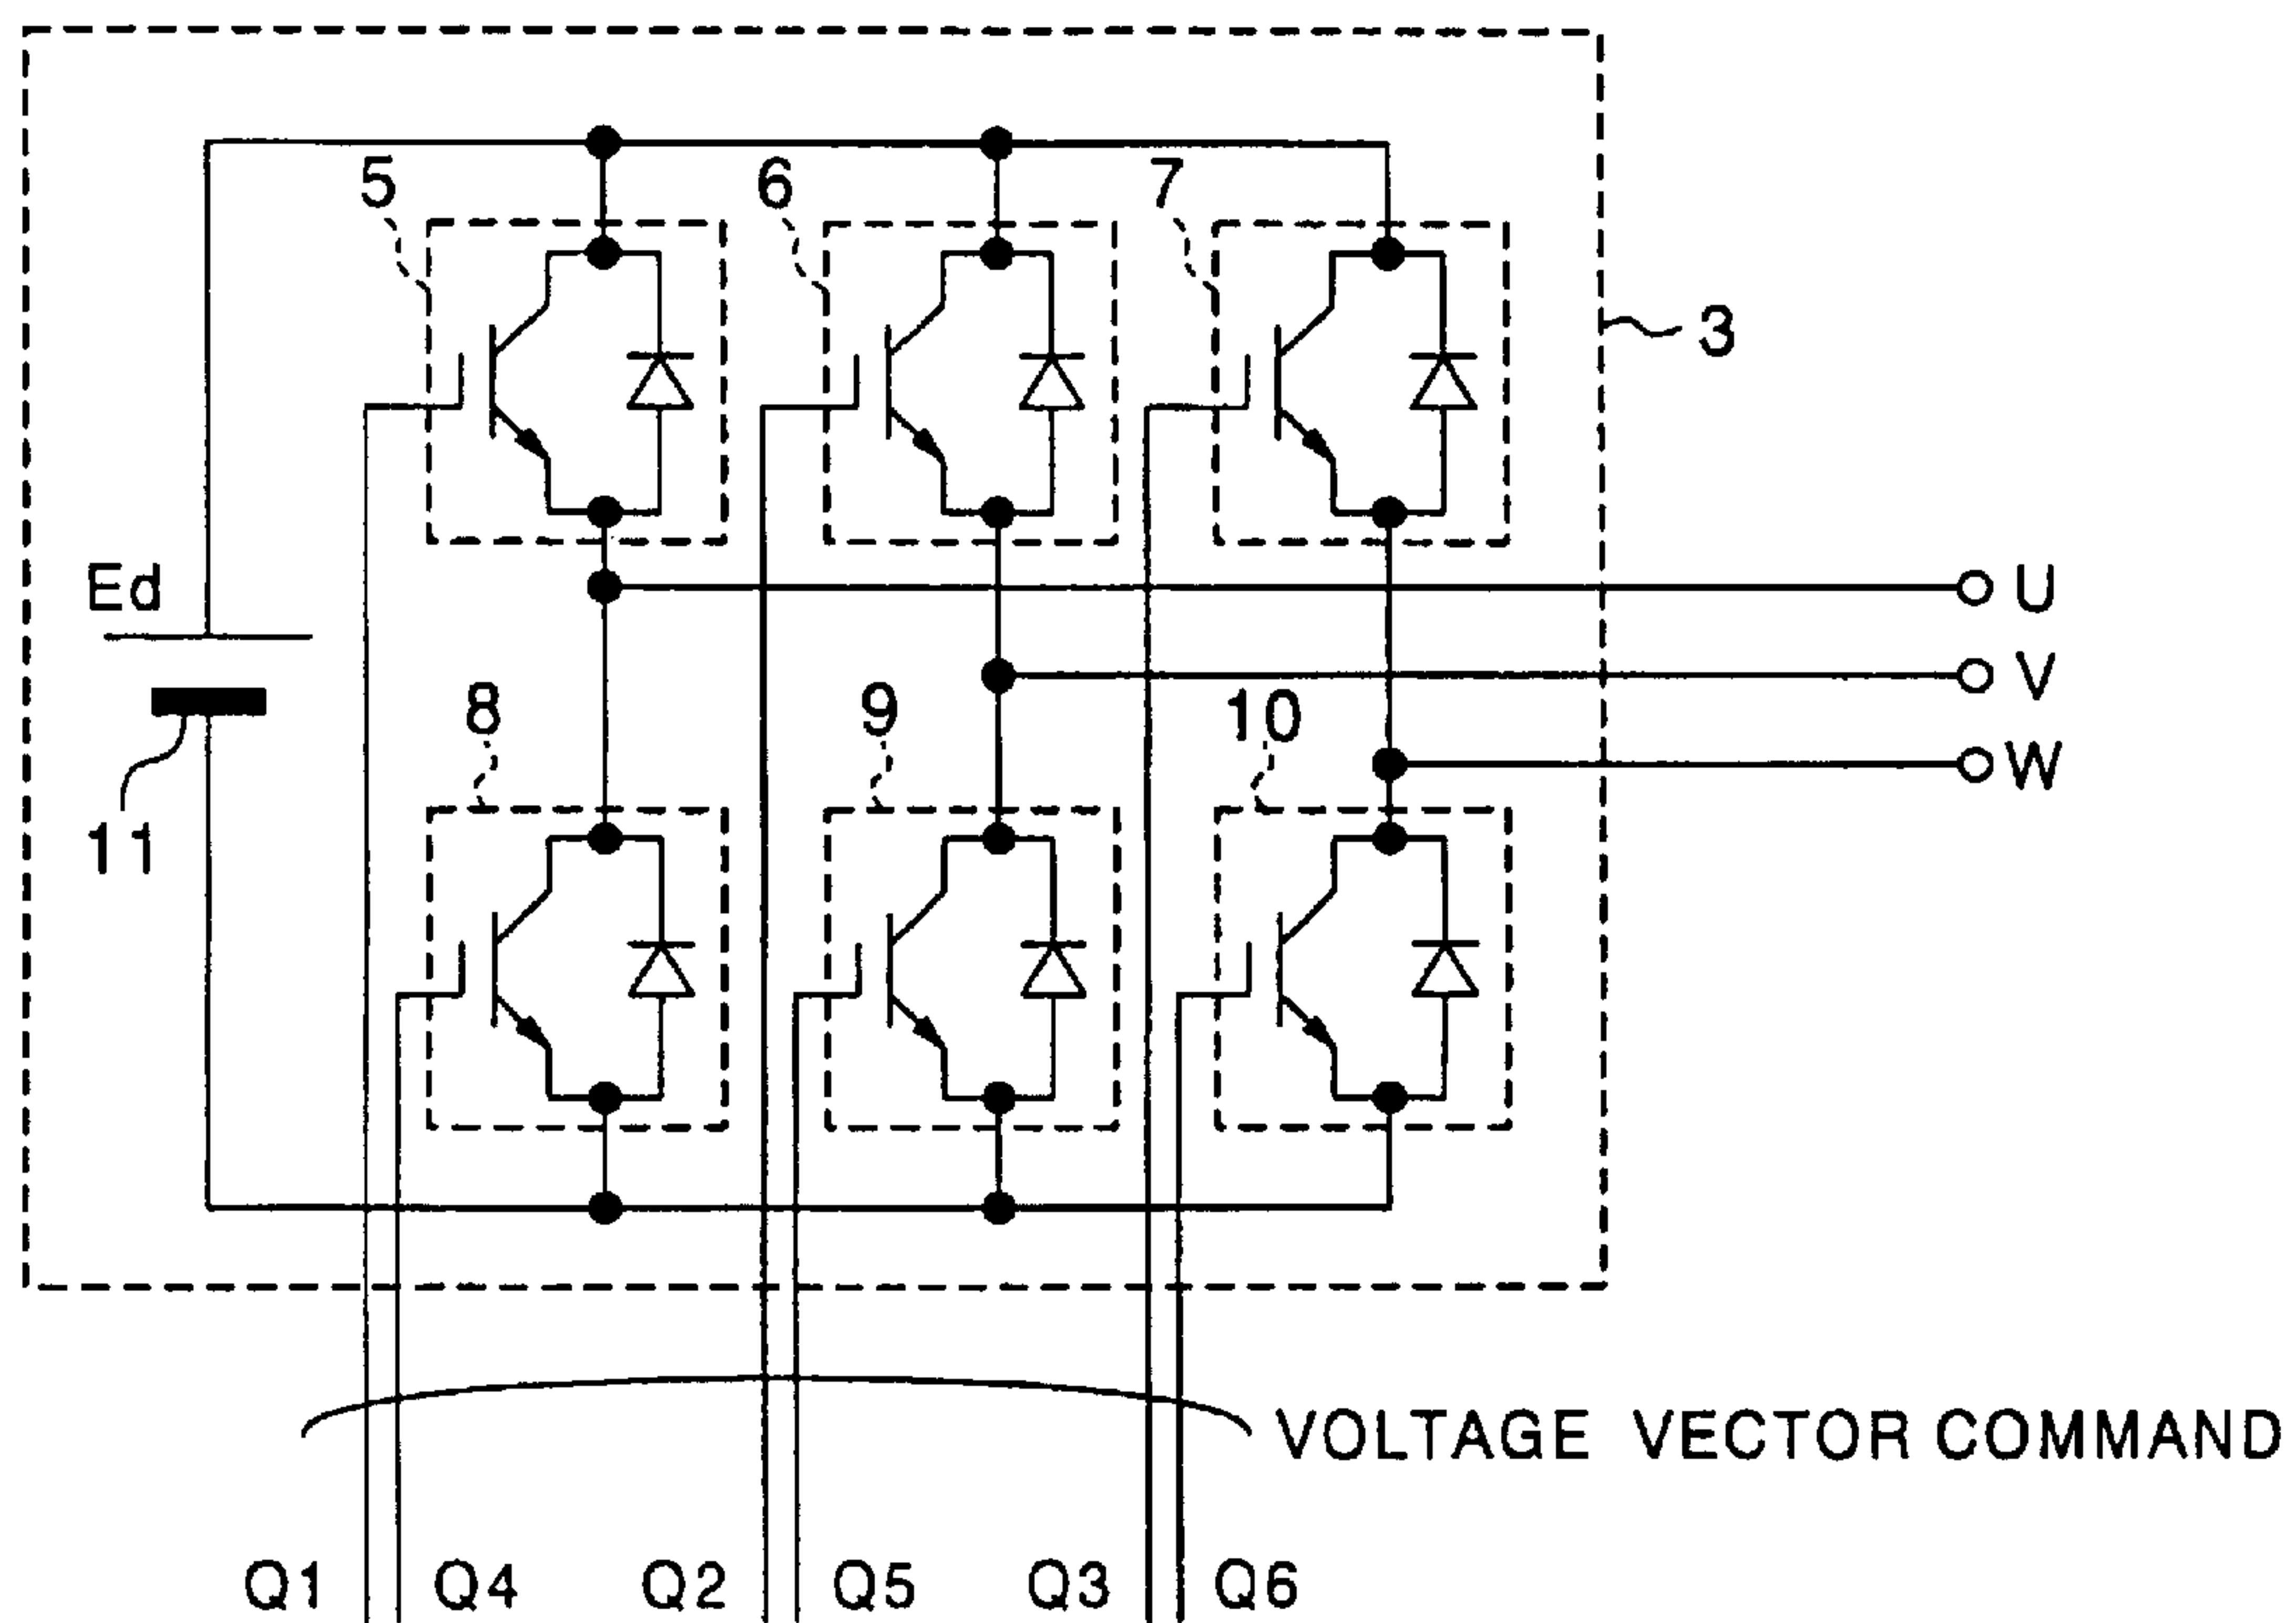 5
6
7
3
Ed
U
V
W
8
9
10
11
VOLTAGE VECTOR COMMAND
Q1 Q4 Q2 Q5 Q3 Q6